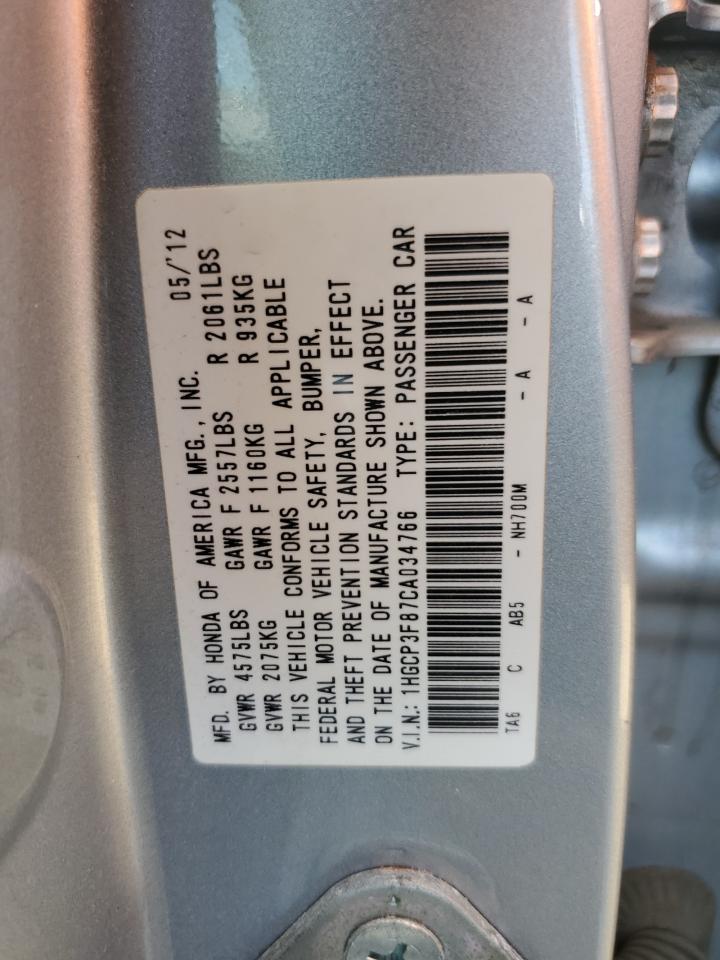 MFD. BY HONDA OF AMERICA MFG., INC. 05/'12
GVWR 4575LBS GAWR F 2557LBS R 2061LBS
GVWR 2075KG GAWR F 1160KG R 935KG
THIS VEHICLE CONFORMS TO ALL APPLICABLE
FEDERAL MOTOR VEHICLE SAFETY, BUMPER,
AND THEFT PREVENTION STANDARDS IN EFFECT
ON THE DATE OF MANUFACTURE SHOWN ABOVE.
V.I.N.: 1HGCP3F87CA034766 TYPE: PASSENGER CAR
TA6 C AB5 - NH700M - A - A